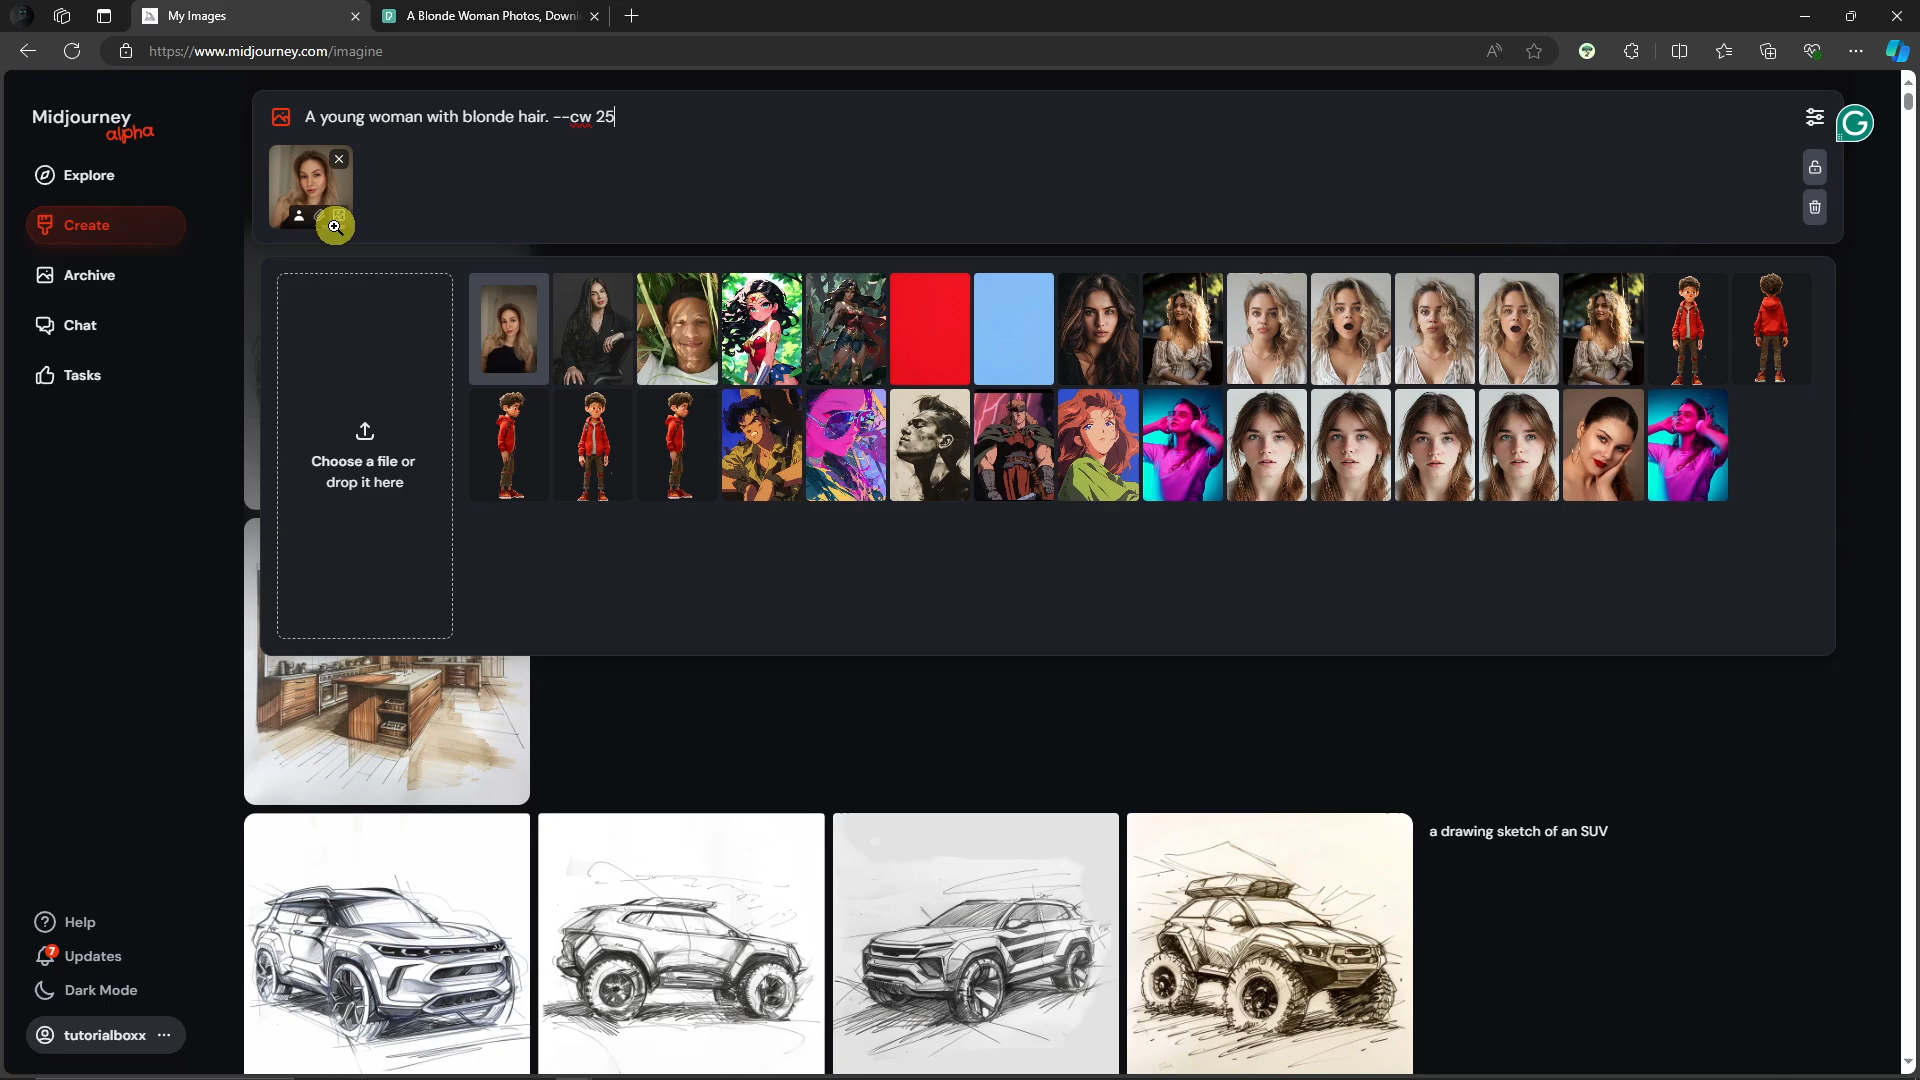 My Images
A Blonde Woman Photos, Downl
https://www.midjourney.com/imagine
Midjourney
alpha
A young woman with blonde hair. --cw 25
Explore
Create
Archive
Chat
Tasks
Choose a file or
drop it here
a drawing sketch of an SUV
Help
7
Updates
Dark Mode
tutorialboxx